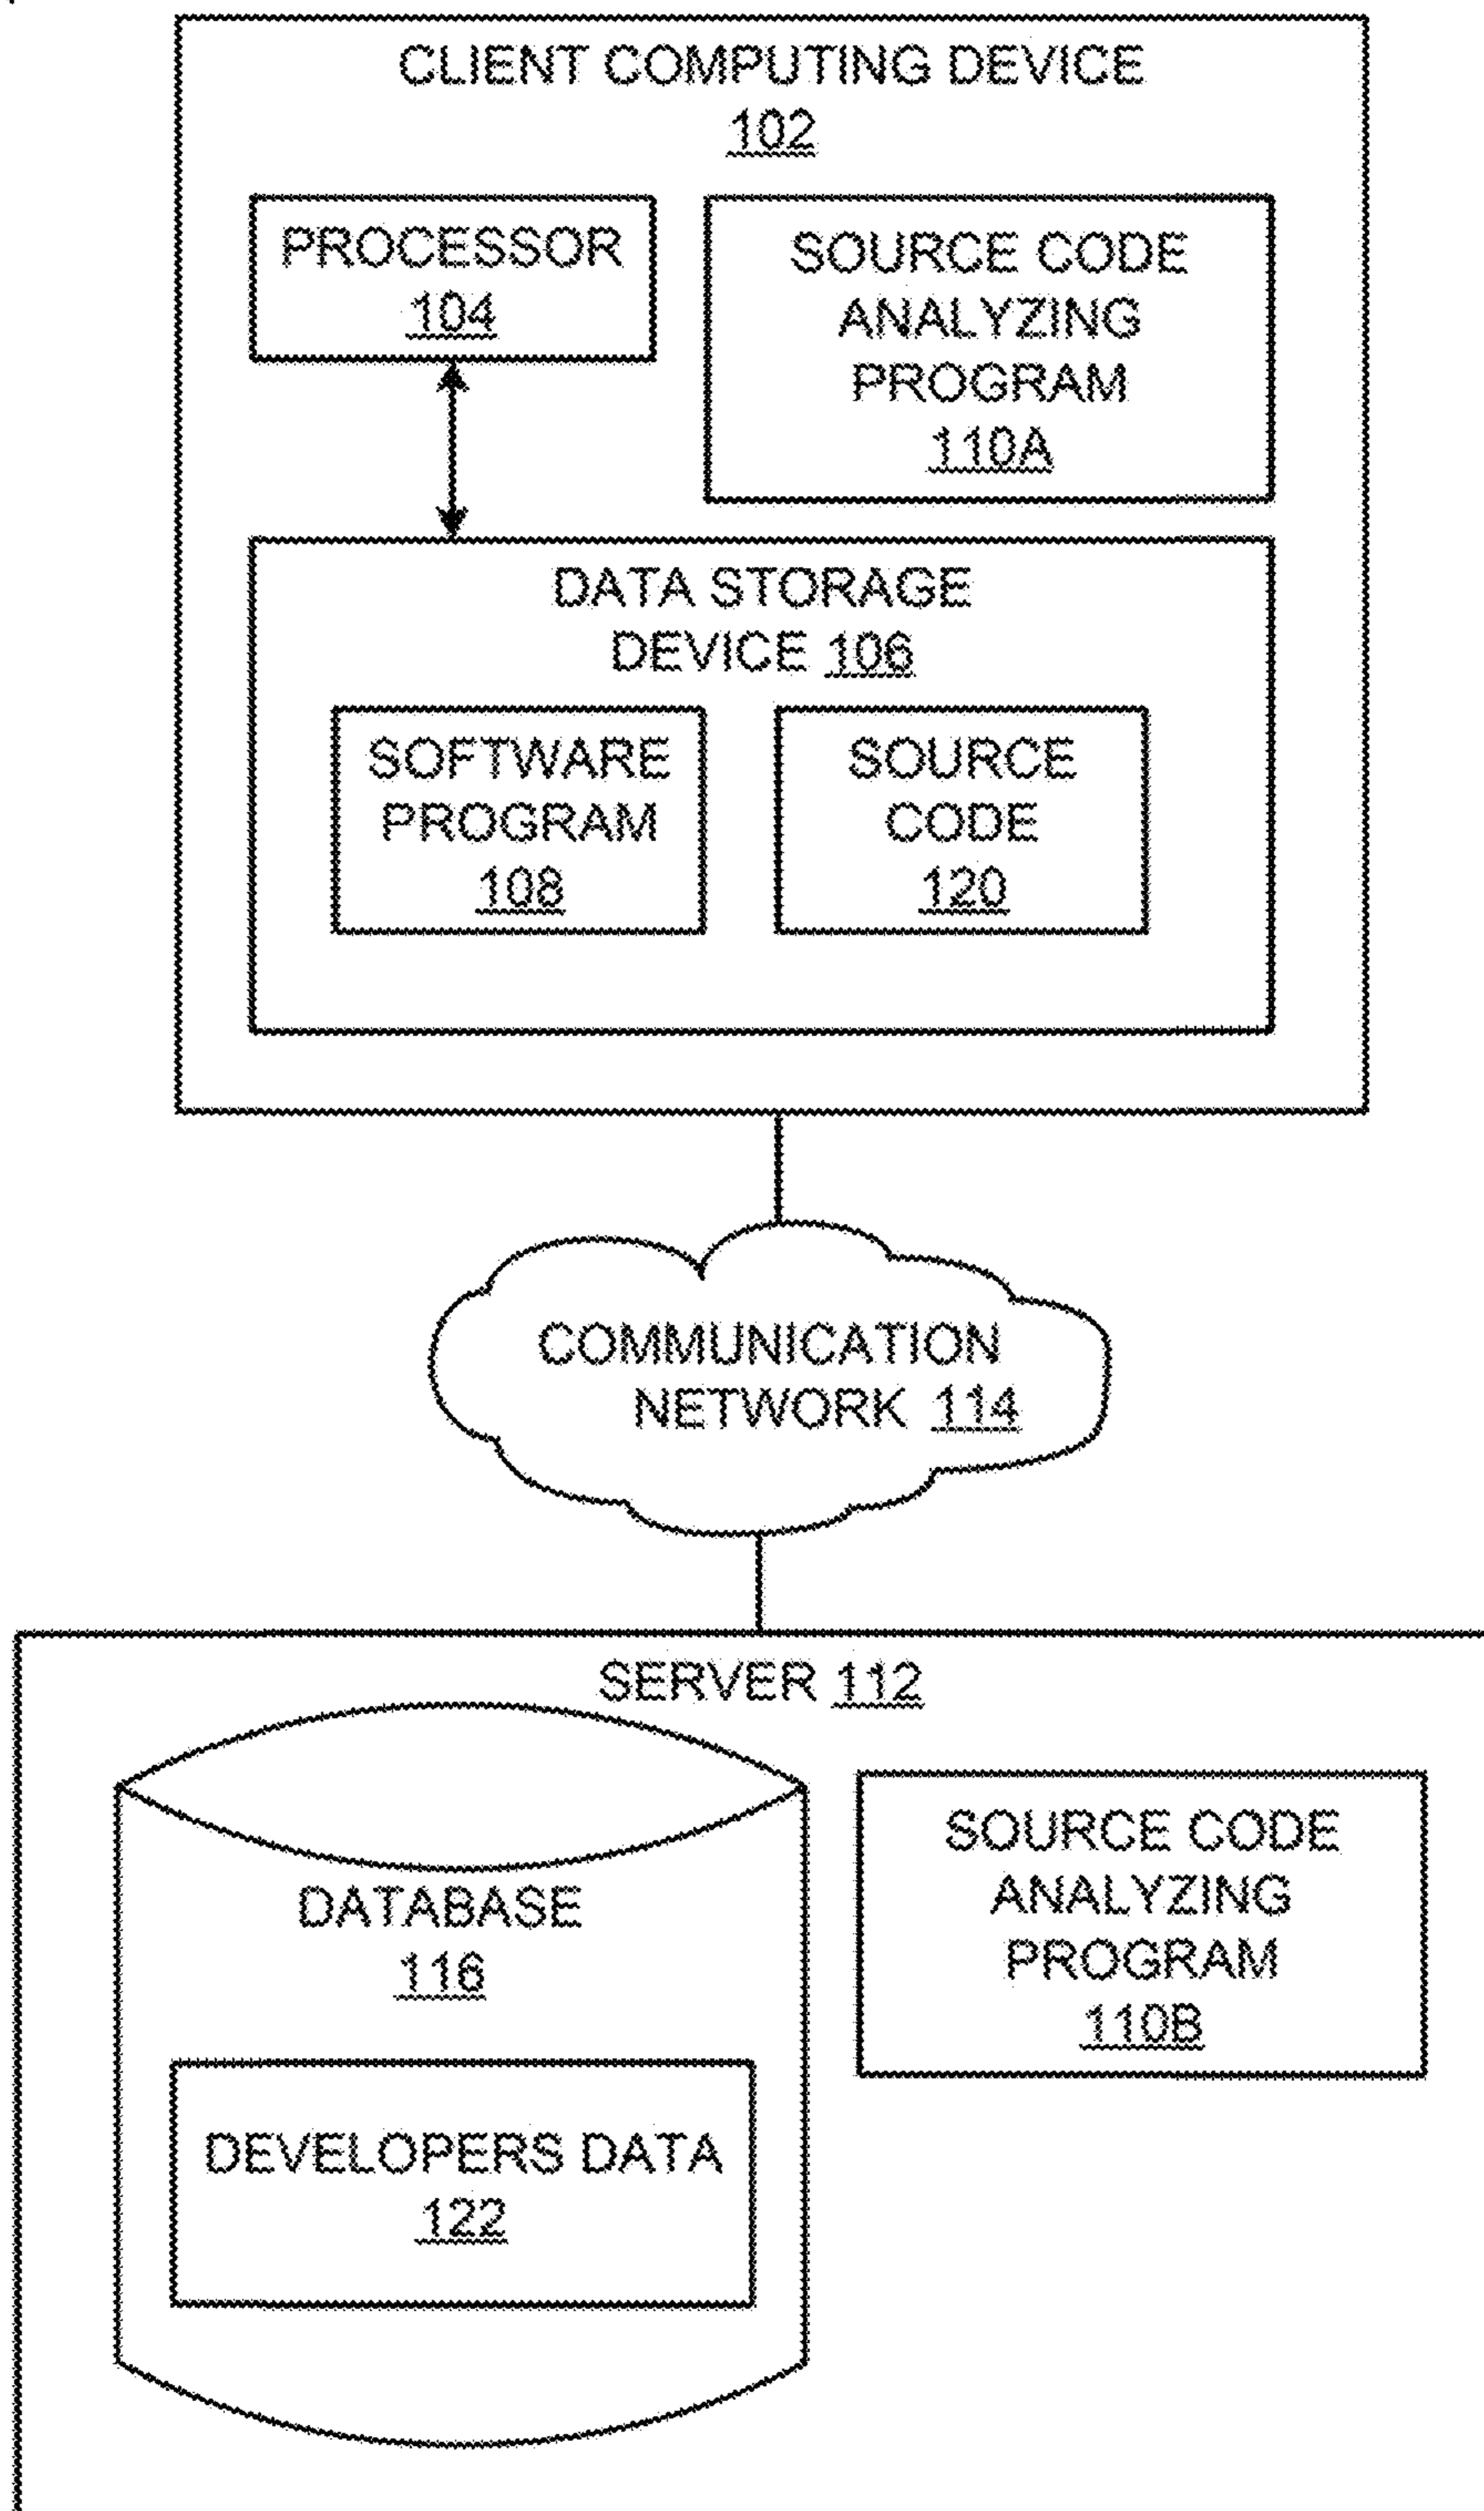 CLIENT COMPUTING DEVICE
102
PROCESSOR
104
SOURCE CODE
ANALYZING
PROGRAM
110A
DATA STORAGE
DEVICE 106
SOFTWARE
PROGRAM
108
SOURCE
CODE
120
COMMUNICATION
NETWORK 114
SERVER 112
DATABASE
116
DEVELOPERS DATA
122
SOURCE CODE
ANALYZING
PROGRAM
110B